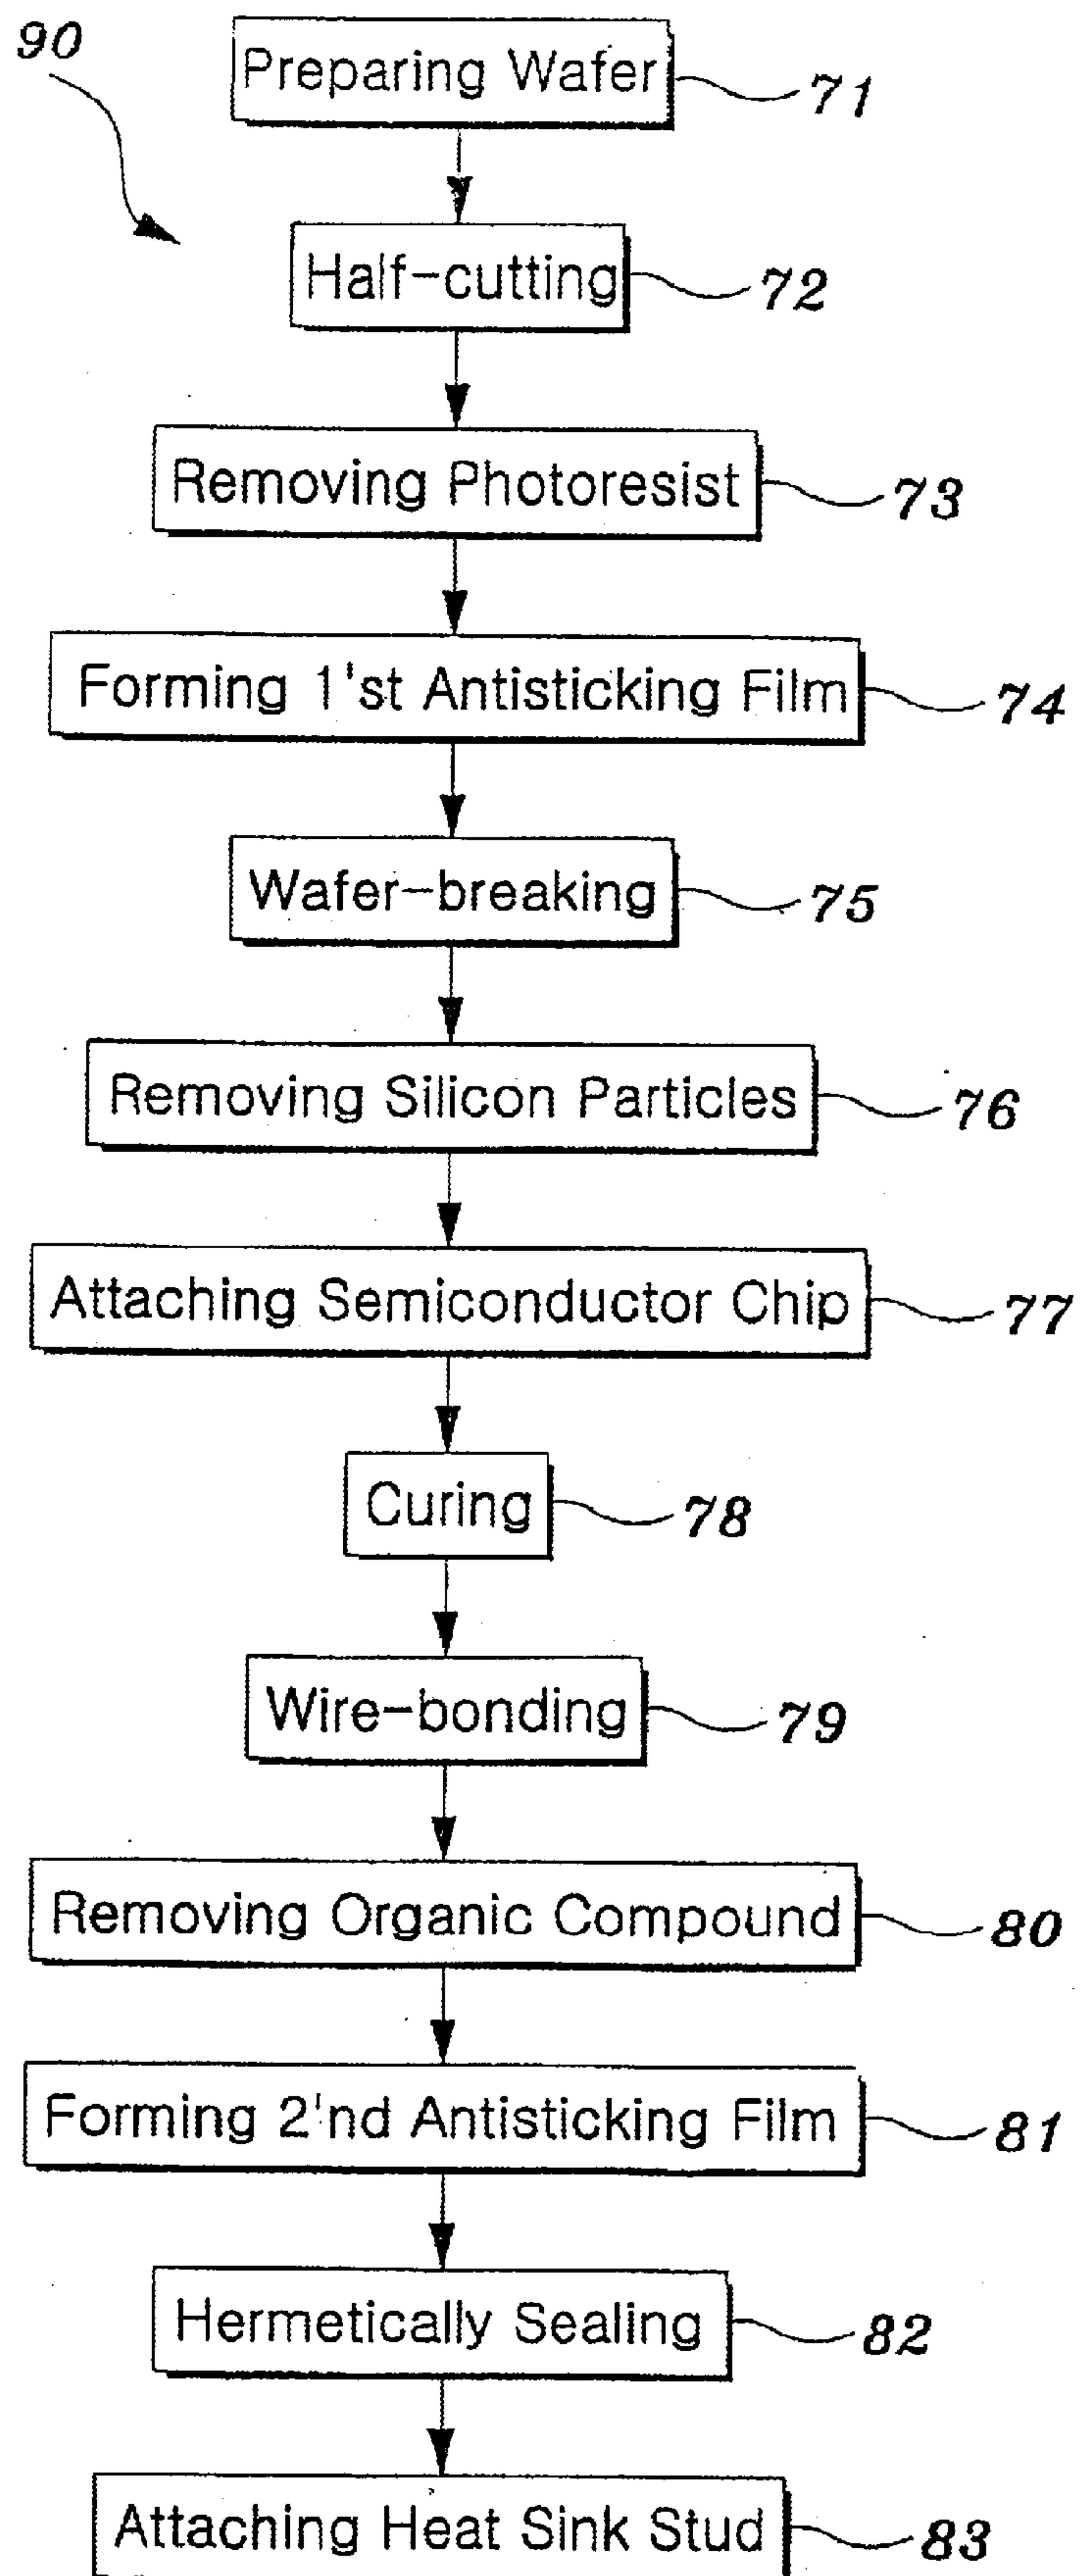 90
Preparing Wafer 71
Half-cutting 72
Removing Photoresist 73
Forming 1'st Antisticking Film 74
Wafer-breaking 75
Removing Silicon Particles 76
Attaching Semiconductor Chip 77
Curing 78
Wire-bonding 79
Removing Organic Compound 80
Forming 2'nd Antisticking Film 81
Hermetically Sealing 82
Attaching Heat Sink Stud 83